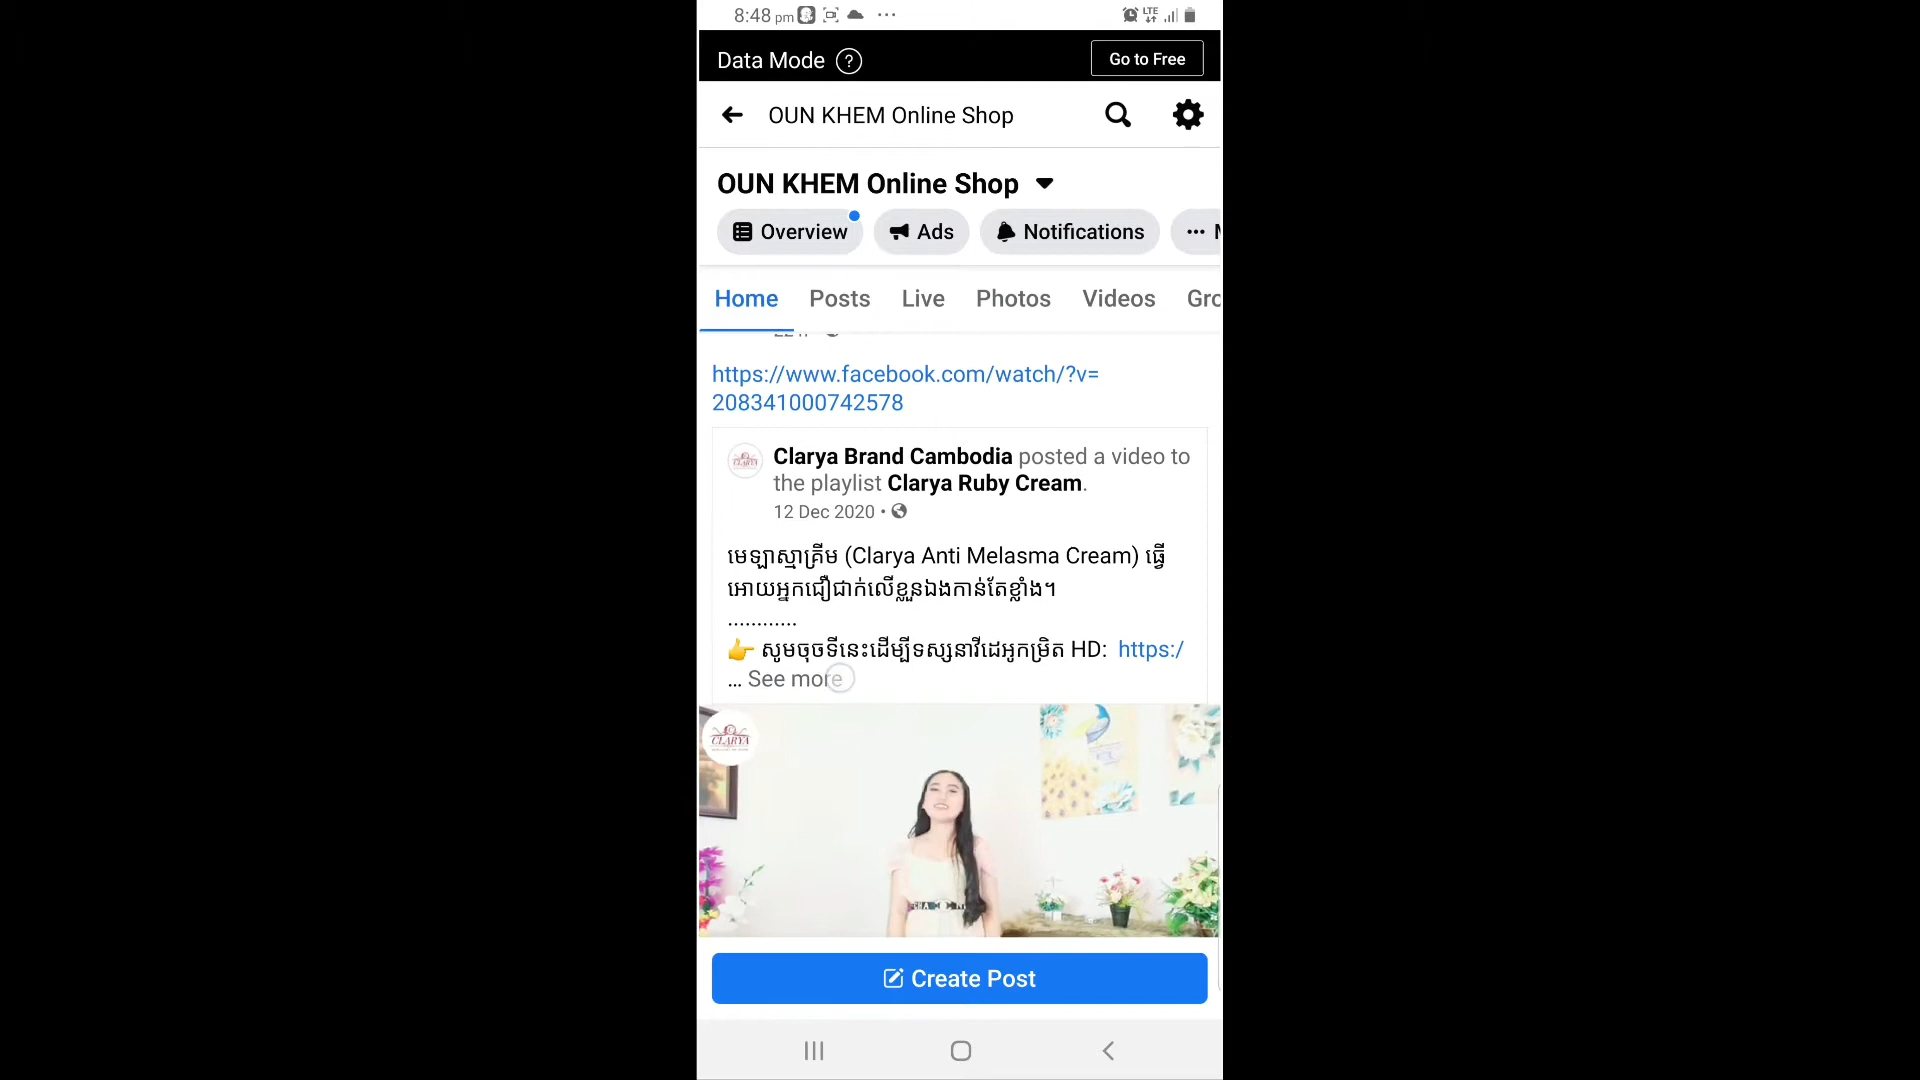 8:48 pm
LTE
Data Mode ?
Go to Free
OUN KHEM Online Shop
OUN KHEM Online Shop
Overview
Ads
Notifications
Home
Posts
Live
Photos
Videos
https://www.facebook.com/watch/?v=
208341000742578
Clarya Brand Cambodia posted a video to
the playlist Clarya Ruby Cream.
12 Dec 2020 •
មេឡាស្មាគ្រីម (Clarya Anti Melasma Cream) ធ្វើ
អោយអ្នកជឿជាក់លើខ្លួនឯងកាន់តែខ្លាំង។
............
👉 សូមចុចទីនេះដើម្បីទស្សនាវីដេអូកម្រិត HD: https:/
... See more
CLARYA
Create Post